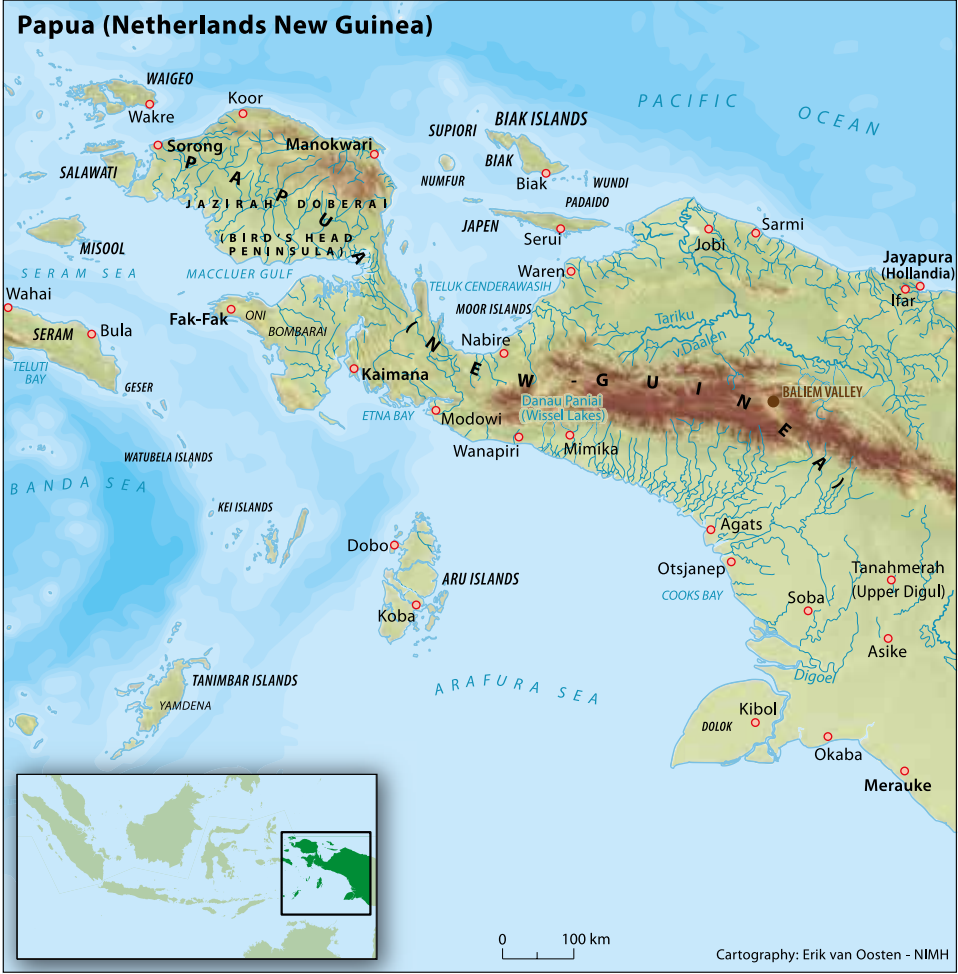 Papua (Netherlands New Guinea)
WAIGEO
Wakre
Koor
PACIFIC
OCEAN
Sorong
Manokwari
SUPIORI
BIAK ISLANDS
BIAK
Biak
SALAWATI
NUMFUR
WUNDI
PADAIDO
PAPUA
JAZIRAH DOBERAI
(BIRD'S HEAD
PENINSULA)
JAPEN
Serui
Jobi
Sarmi
MISOOL
SERAM SEA
MACCLUER GULF
Waren
TELUK CENDERAWASIH
Jayapura
(Hollandia)
Ifar
Wahai
Fak-Fak
ONI
BOMBARAI
MOOR ISLANDS
SERAM
Bula
Tariku
v.Daalen
Nabire
TELUTI
BAY
GESER
Kaimana
(NEW-GUINEA)
BALIEM VALLEY
Danau Paniai
(Wissel Lakes)
ETNA BAY
Modowi
Wanapiri
Mimika
WATUBELA ISLANDS
BANDA SEA
KEI ISLANDS
Agats
Dobo
Otsjanep
Tanahmerah
(Upper Digul)
ARU ISLANDS
COOKS BAY
Soba
Koba
Asike
TANIMBAR ISLANDS
YAMDENA
ARAFURA SEA
Digoel
Kibol
DOLOK
Okaba
Merauke
0 100 km
Cartography: Erik van Oosten - NIMH